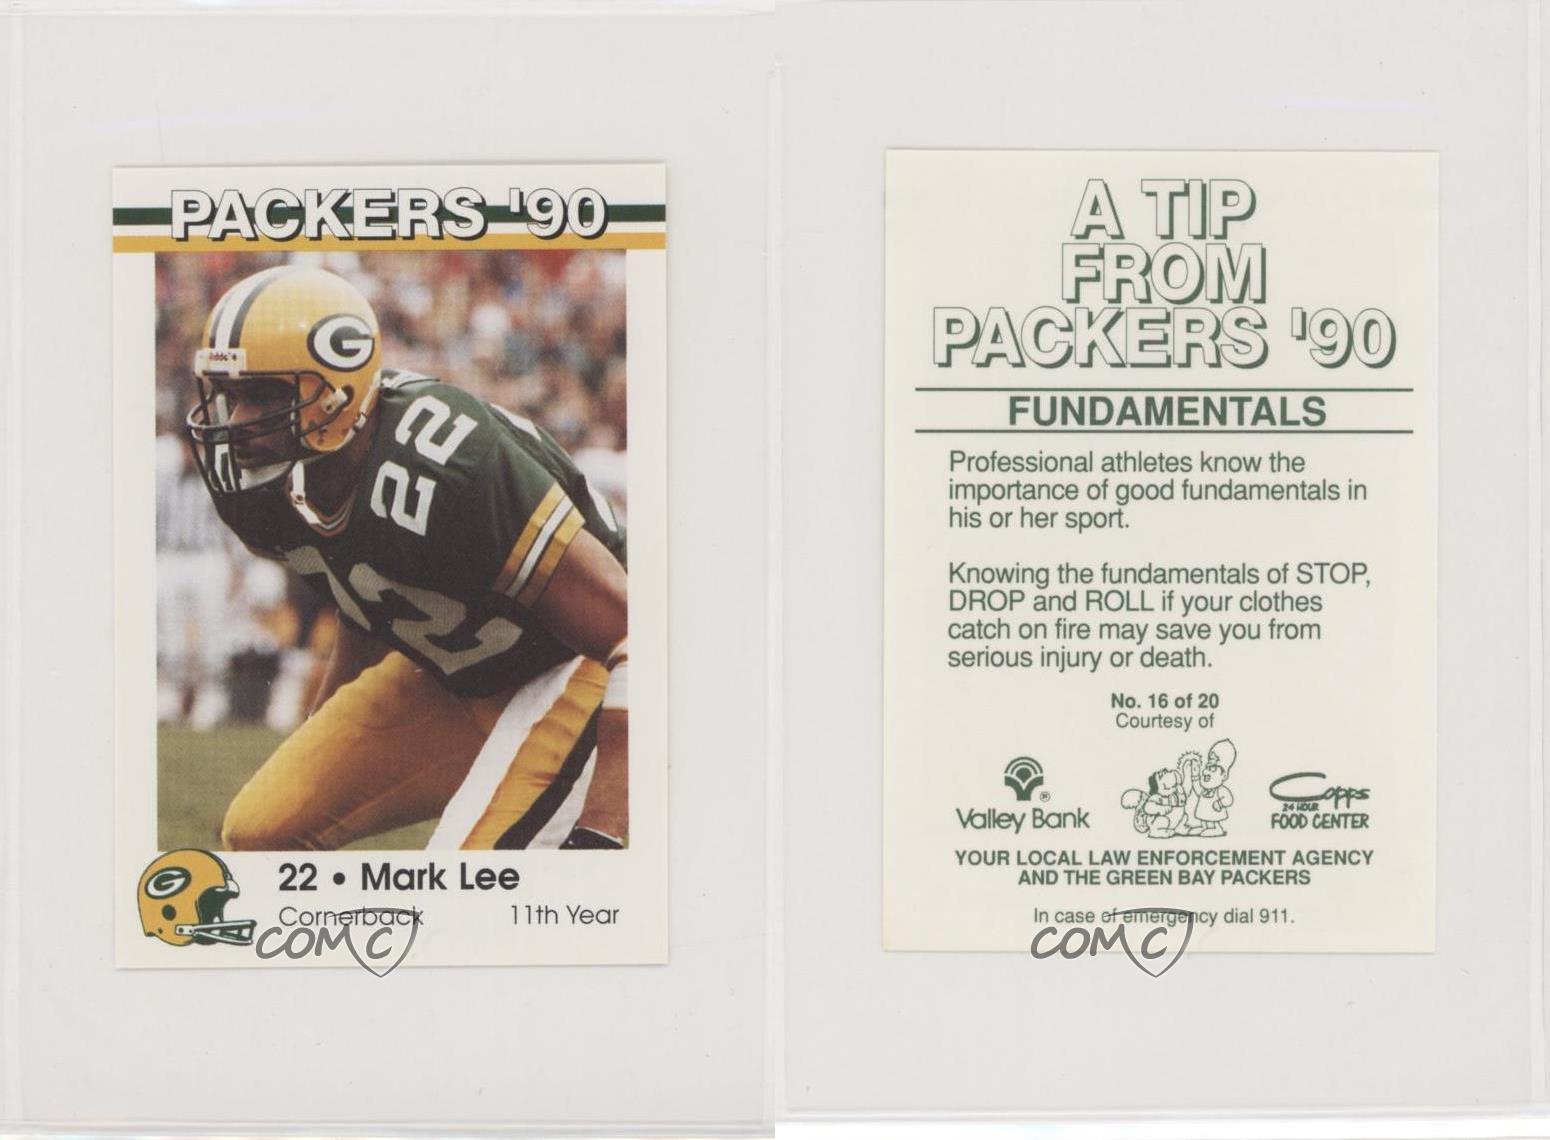 PACKERS '90
G
Riddell
22
22
G
22 • Mark Lee
Cornerback 11th Year
COMC
A TIP
FROM
PACKERS '90
FUNDAMENTALS
Professional athletes know the
importance of good fundamentals in
his or her sport.
Knowing the fundamentals of STOP,
DROP and ROLL if your clothes
catch on fire may save you from
serious injury or death.
No. 16 of 20
Courtesy of
Valley Bank
Copps
24 HOUR
FOOD CENTER
YOUR LOCAL LAW ENFORCEMENT AGENCY
AND THE GREEN BAY PACKERS
In case of emergency dial 911.
COMC